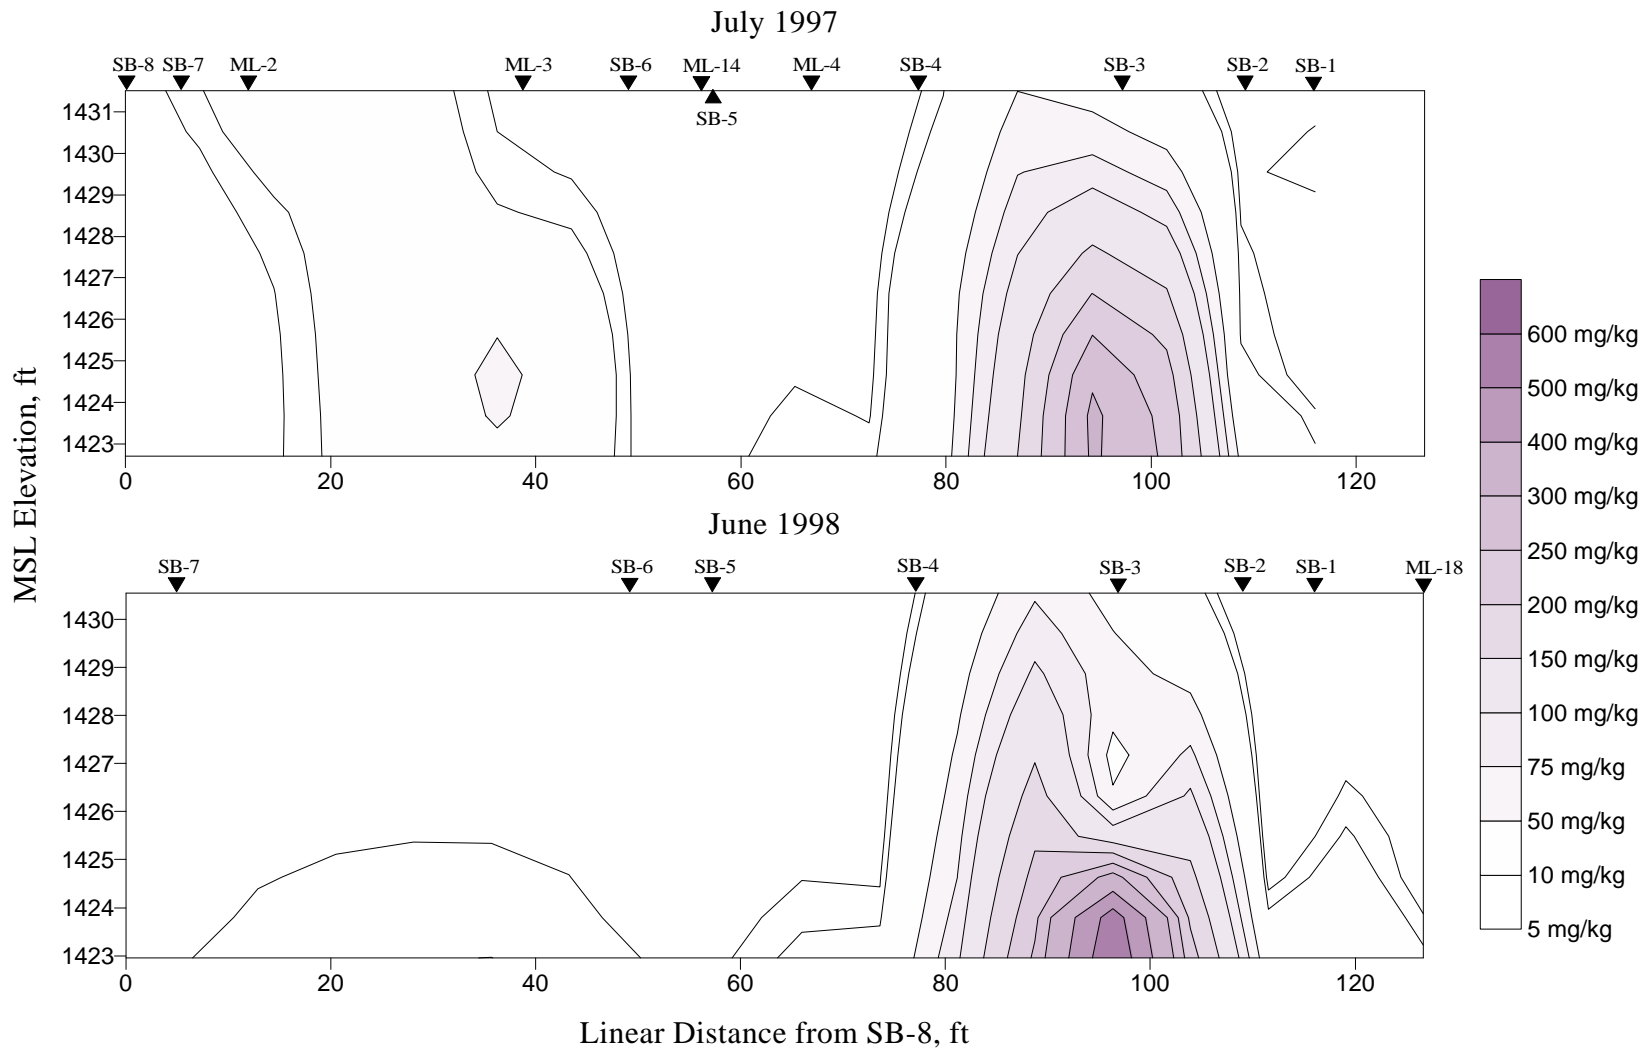 July 1997
SB-8 SB-7 ML-2 ML-3 SB-6 ML-14 ML-4 SB-4 SB-3 SB-2 SB-1
SB-5
1431
1430
1429
1428
1427
1426
1425
1424
1423
0 20 40 60 80 100 120
MSL Elevation, ft
June 1998
SB-7 SB-6 SB-5 SB-4 SB-3 SB-2 SB-1 ML-18
1430
1429
1428
1427
1426
1425
1424
1423
0 20 40 60 80 100 120
Linear Distance from SB-8, ft
600 mg/kg
500 mg/kg
400 mg/kg
300 mg/kg
250 mg/kg
200 mg/kg
150 mg/kg
100 mg/kg
75 mg/kg
50 mg/kg
10 mg/kg
5 mg/kg